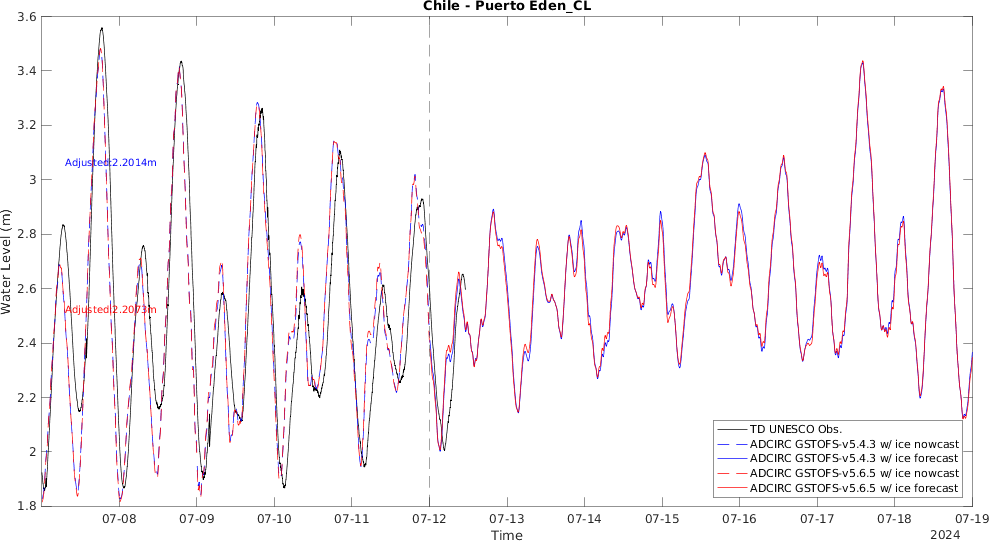 Chile - Puerto Eden_CL
3.6
3.4
3.2
3
2.8
2.6
2.4
2.2
2
1.8
Water Level (m)
Adjusted:2.2014m
Adjusted:2.2073m
TD UNESCO Obs.
ADCIRC GSTOFS-v5.4.3 w/ ice nowcast
ADCIRC GSTOFS-v5.4.3 w/ ice forecast
ADCIRC GSTOFS-v5.6.5 w/ ice nowcast
ADCIRC GSTOFS-v5.6.5 w/ ice forecast
07-08 07-09 07-10 07-11 07-12 07-13 07-14 07-15 07-16 07-17 07-18 07-19
Time
2024